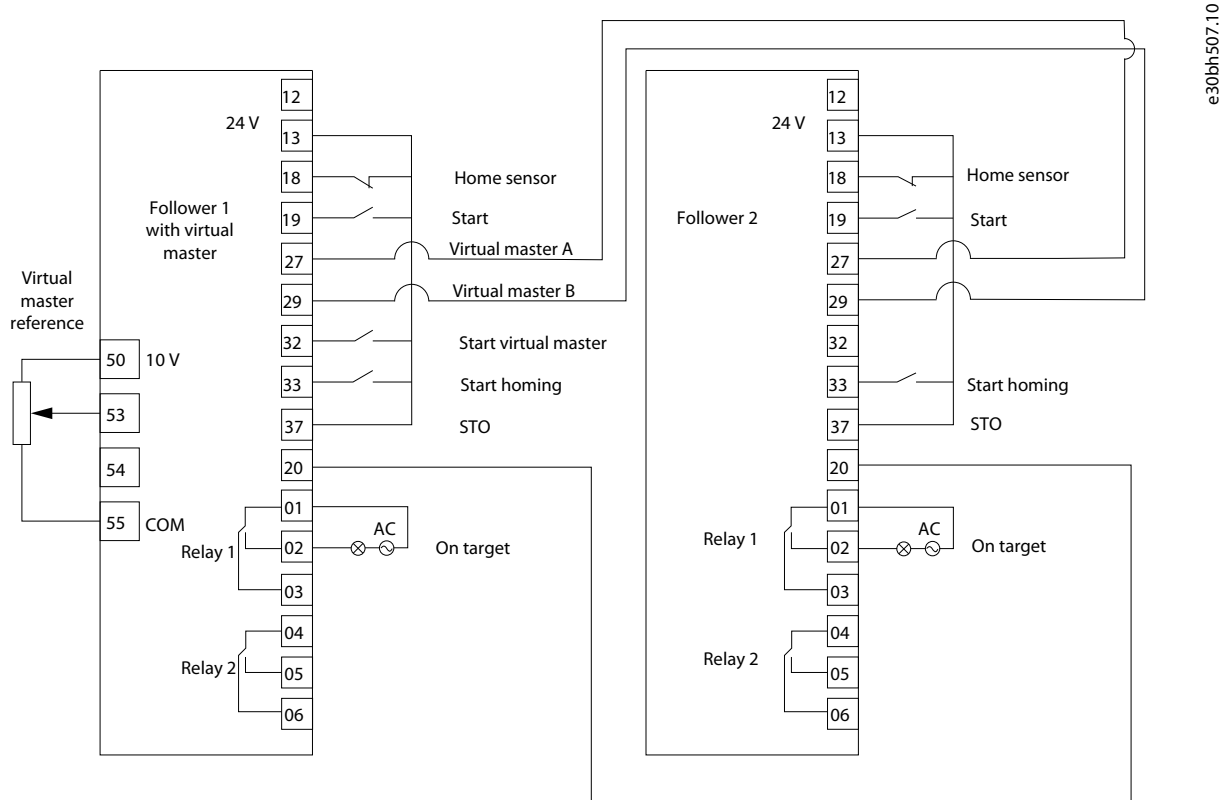 e30bh507.10
12
24 V
13
18
Home sensor
Follower 1
with virtual
master
19
Start
27
Virtual master A
29
Virtual master B
Virtual
master
reference
32
Start virtual master
50
10 V
33
Start homing
53
37
STO
54
20
55
COM
01
Relay 1
02
AC
On target
03
04
Relay 2
05
06
12
24 V
13
18
Home sensor
Follower 2
19
Start
27
29
32
33
Start homing
37
STO
20
01
Relay 1
02
AC
On target
03
04
Relay 2
05
06